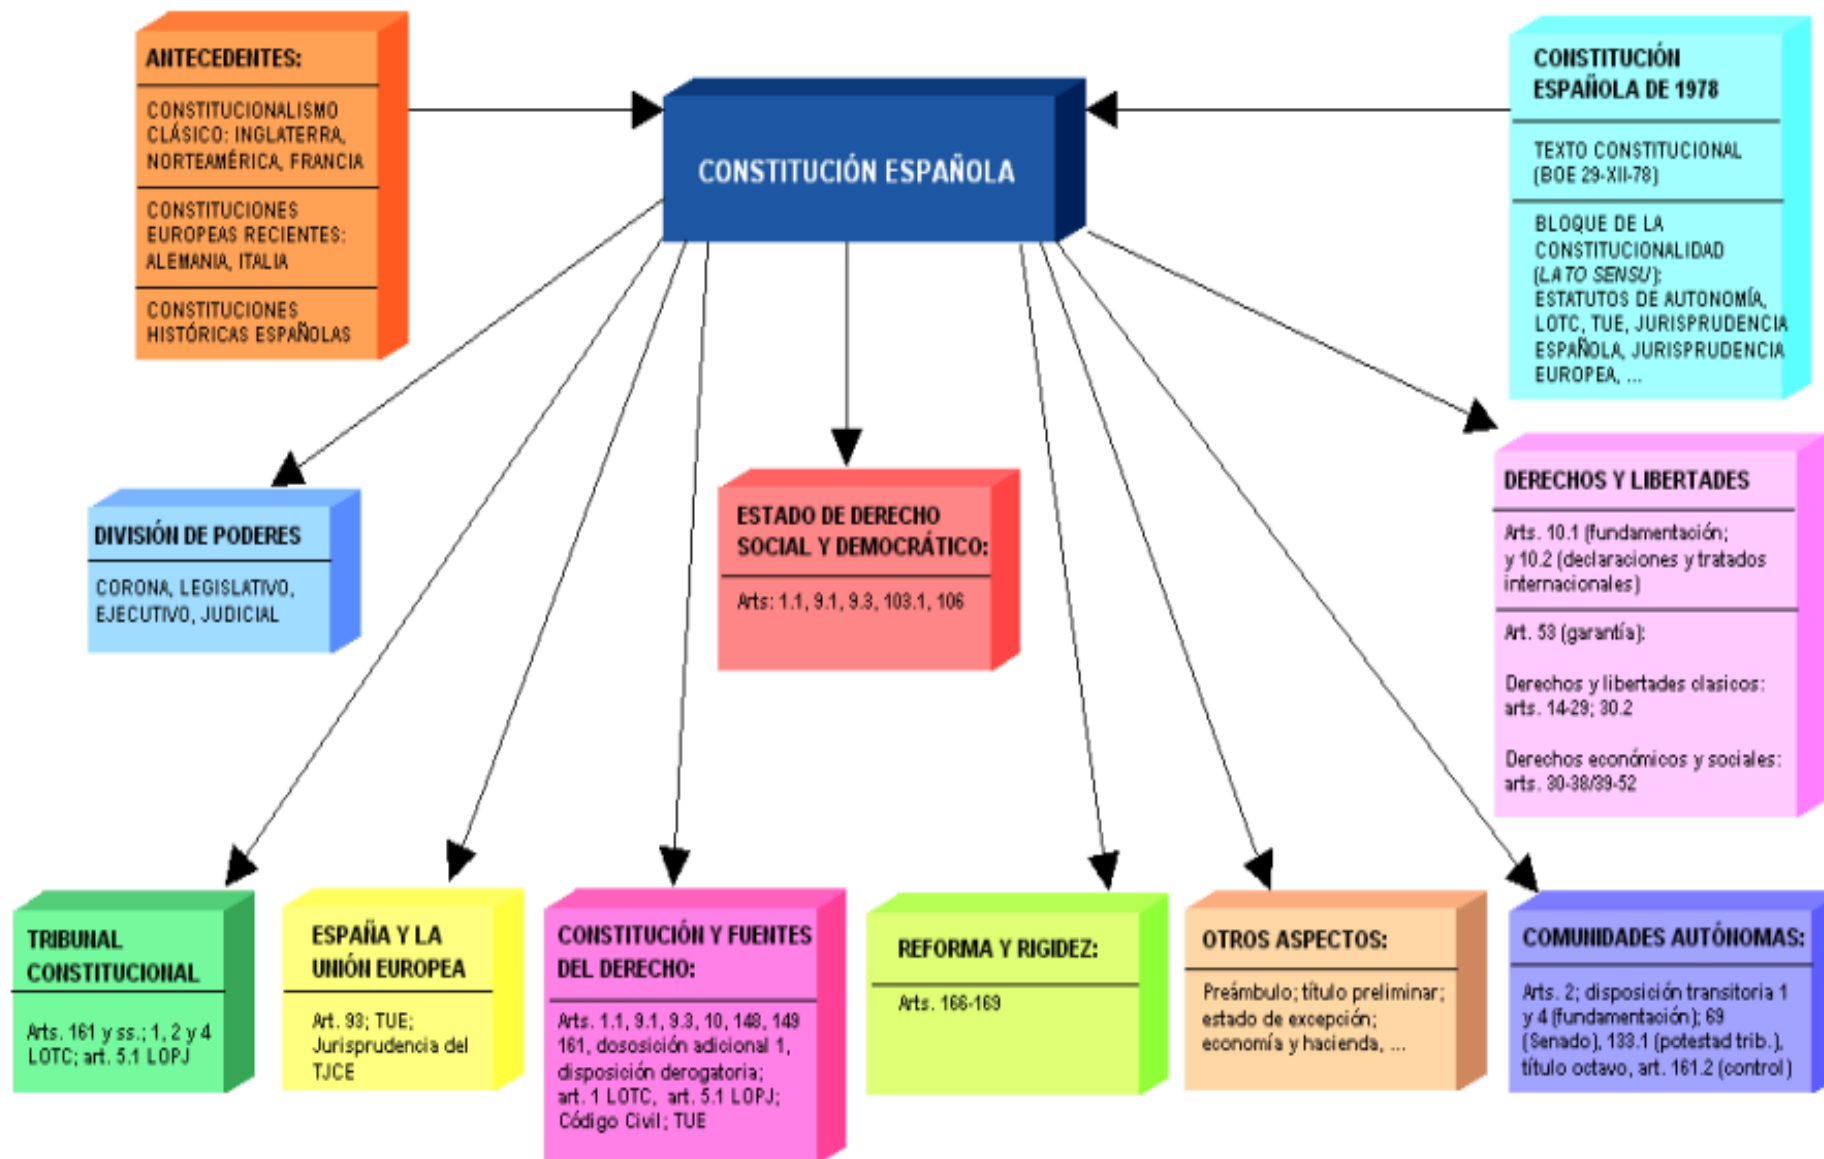 ANTECEDENTES:
CONSTITUCIONALISMO
CLÁSICO: INGLATERRA,
NORTEAMÉRICA, FRANCIA
CONSTITUCIONES
EUROPEAS RECIENTES:
ALEMANIA, ITALIA
CONSTITUCIONES
HISTÓRICAS ESPAÑOLAS
CONSTITUCIÓN ESPAÑOLA
CONSTITUCIÓN
ESPAÑOLA DE 1978
TEXTO CONSTITUCIONAL
(BOE 29-XII-78)
BLOQUE DE LA
CONSTITUCIONALIDAD
(LATO SENSU):
ESTATUTOS DE AUTONOMÍA,
LOTC, TUE, JURISPRUDENCIA
ESPAÑOLA, JURISPRUDENCIA
EUROPEA, ...
DIVISIÓN DE PODERES
CORONA, LEGISLATIVO,
EJECUTIVO, JUDICIAL
ESTADO DE DERECHO
SOCIAL Y DEMOCRÁTICO:
Arts: 1.1, 9.1, 9.3, 103.1, 106
DERECHOS Y LIBERTADES
Arts. 10.1 (fundamentación;
y 10.2 (declaraciones y tratados
internacionales)
Art. 53 (garantía):
Derechos y libertades clasicos:
arts. 14-29; 30.2
Derechos económicos y sociales:
arts. 30-38/39-52
TRIBUNAL
CONSTITUCIONAL
Arts. 161 y ss.; 1, 2 y 4
LOTC; art. 5.1 LOPJ
ESPAÑA Y LA
UNIÓN EUROPEA
Art. 93; TUE;
Jurisprudencia del
TJCE
CONSTITUCIÓN Y FUENTES
DEL DERECHO:
Arts. 1.1, 9.1, 9.3, 10, 148, 149
161, dososición adicional 1,
disposición derogatoria;
art. 1 LOTC, art. 5.1 LOPJ;
Código Civil; TUE
REFORMA Y RIGIDEZ:
Arts. 166-169
OTROS ASPECTOS:
Preámbulo; título preliminar;
estado de excepción;
economía y hacienda, ...
COMUNIDADES AUTÓNOMAS:
Arts. 2; disposición transitoria 1
y 4 (fundamentación); 69
(Senado), 133.1 (potestad trib.),
título octavo, art. 161.2 (control)